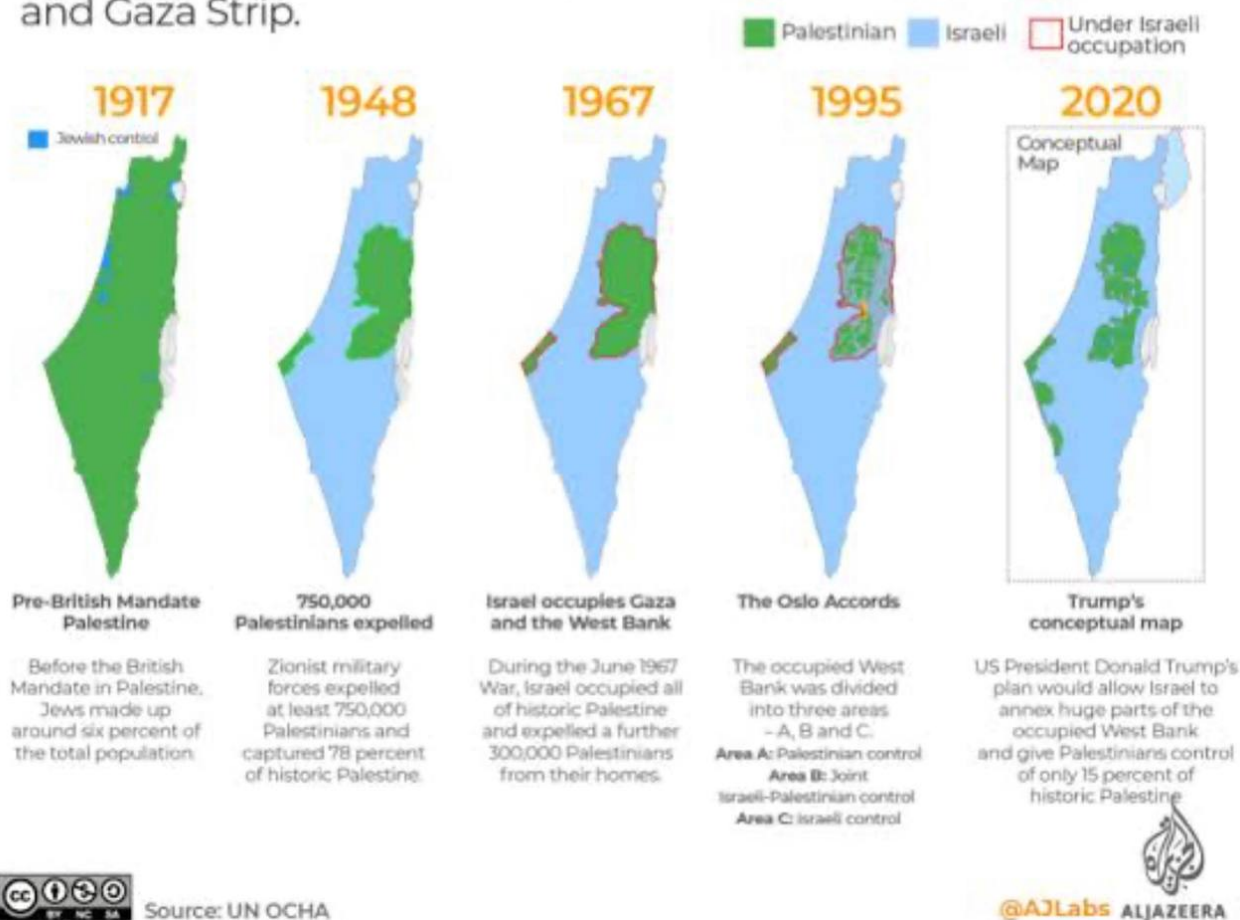 and Gaza Strip.
Palestinian
Israeli
Under Israeli
occupation
1917
Jewish control
Pre-British Mandate
Palestine
Before the British
Mandate in Palestine,
Jews made up
around six percent of
the total population
1948
750,000
Palestinians expelled
Zionist military
forces expelled
at least 750,000
Palestinians and
captured 78 percent
of historic Palestine.
1967
Israel occupies Gaza
and the West Bank
During the June 1967
War, Israel occupied all
of historic Palestine
and expelled a further
300,000 Palestinians
from their homes.
1995
The Oslo Accords
The occupied West
Bank was divided
into three areas
- A, B and C.
Area A: Palestinian control
Area B: Joint
Israeli-Palestinian control
Area C: Israeli control
2020
Conceptual
Map
Trump's
conceptual map
US President Donald Trump's
plan would allow Israel to
annex huge parts of the
occupied West Bank
and give Palestinians control
of only 15 percent of
historic Palestine
cc
BY NC SA
Source: UN OCHA
@AJLabs
ALJAZEERA
الجزيرة